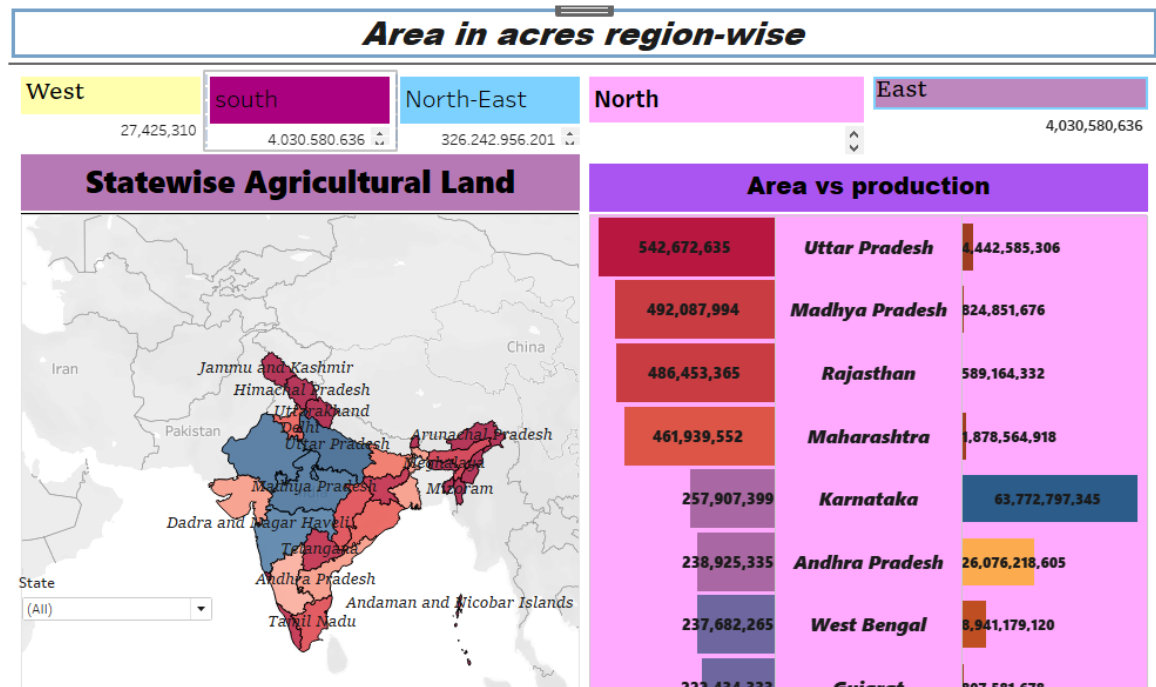 Area in acres region-wise
West
south
North-East
North
East
27,425,310
4.030.580.636
326.242.956.201
4,030,580,636
Statewise Agricultural Land
Area vs production
Iran
China
Pakistan
Jammu and Kashmir
Himachal Pradesh
Uttarakhand
Delhi
Uttar Pradesh
Arunachal Pradesh
Meghalaya
Madhya Pradesh
Mizoram
Dadra and Nagar Haveli
Telangana
Andhra Pradesh
Andaman and Nicobar Islands
Tamil Nadu
State
(All)
542,672,635 Uttar Pradesh 4,442,585,306
492,087,994 Madhya Pradesh 824,851,676
486,453,365 Rajasthan 589,164,332
461,939,552 Maharashtra 1,878,564,918
257,907,399 Karnataka 63,772,797,345
238,925,335 Andhra Pradesh 26,076,218,605
237,682,265 West Bengal 8,941,179,120
Gujarat